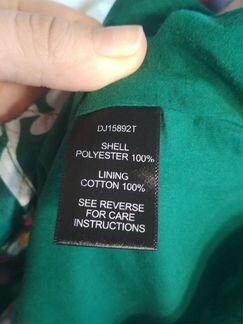 DJ15892T
SHELL
POLYESTER 100%
LINING
COTTON 100%
SEE REVERSE
FOR CARE
INSTRUCTIONS